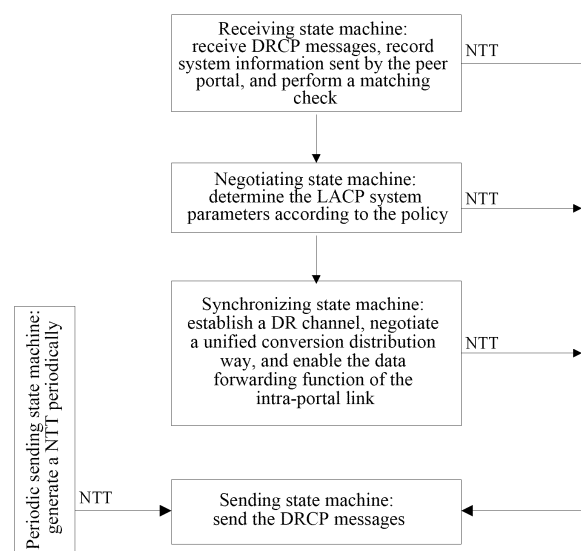 Receiving state machine:
receive DRCP messages, record
system information sent by the peer
portal, and perform a matching
check
NTT
Negotiating state machine:
determine the LACP system
parameters according to the policy
NTT
Synchronizing state machine:
establish a DR channel, negotiate
a unified conversion distribution
way, and enable the data
forwarding function of the
intra-portal link
NTT
Periodic sending state machine:
generate a NTT periodically
NTT
Sending state machine:
send the DRCP messages